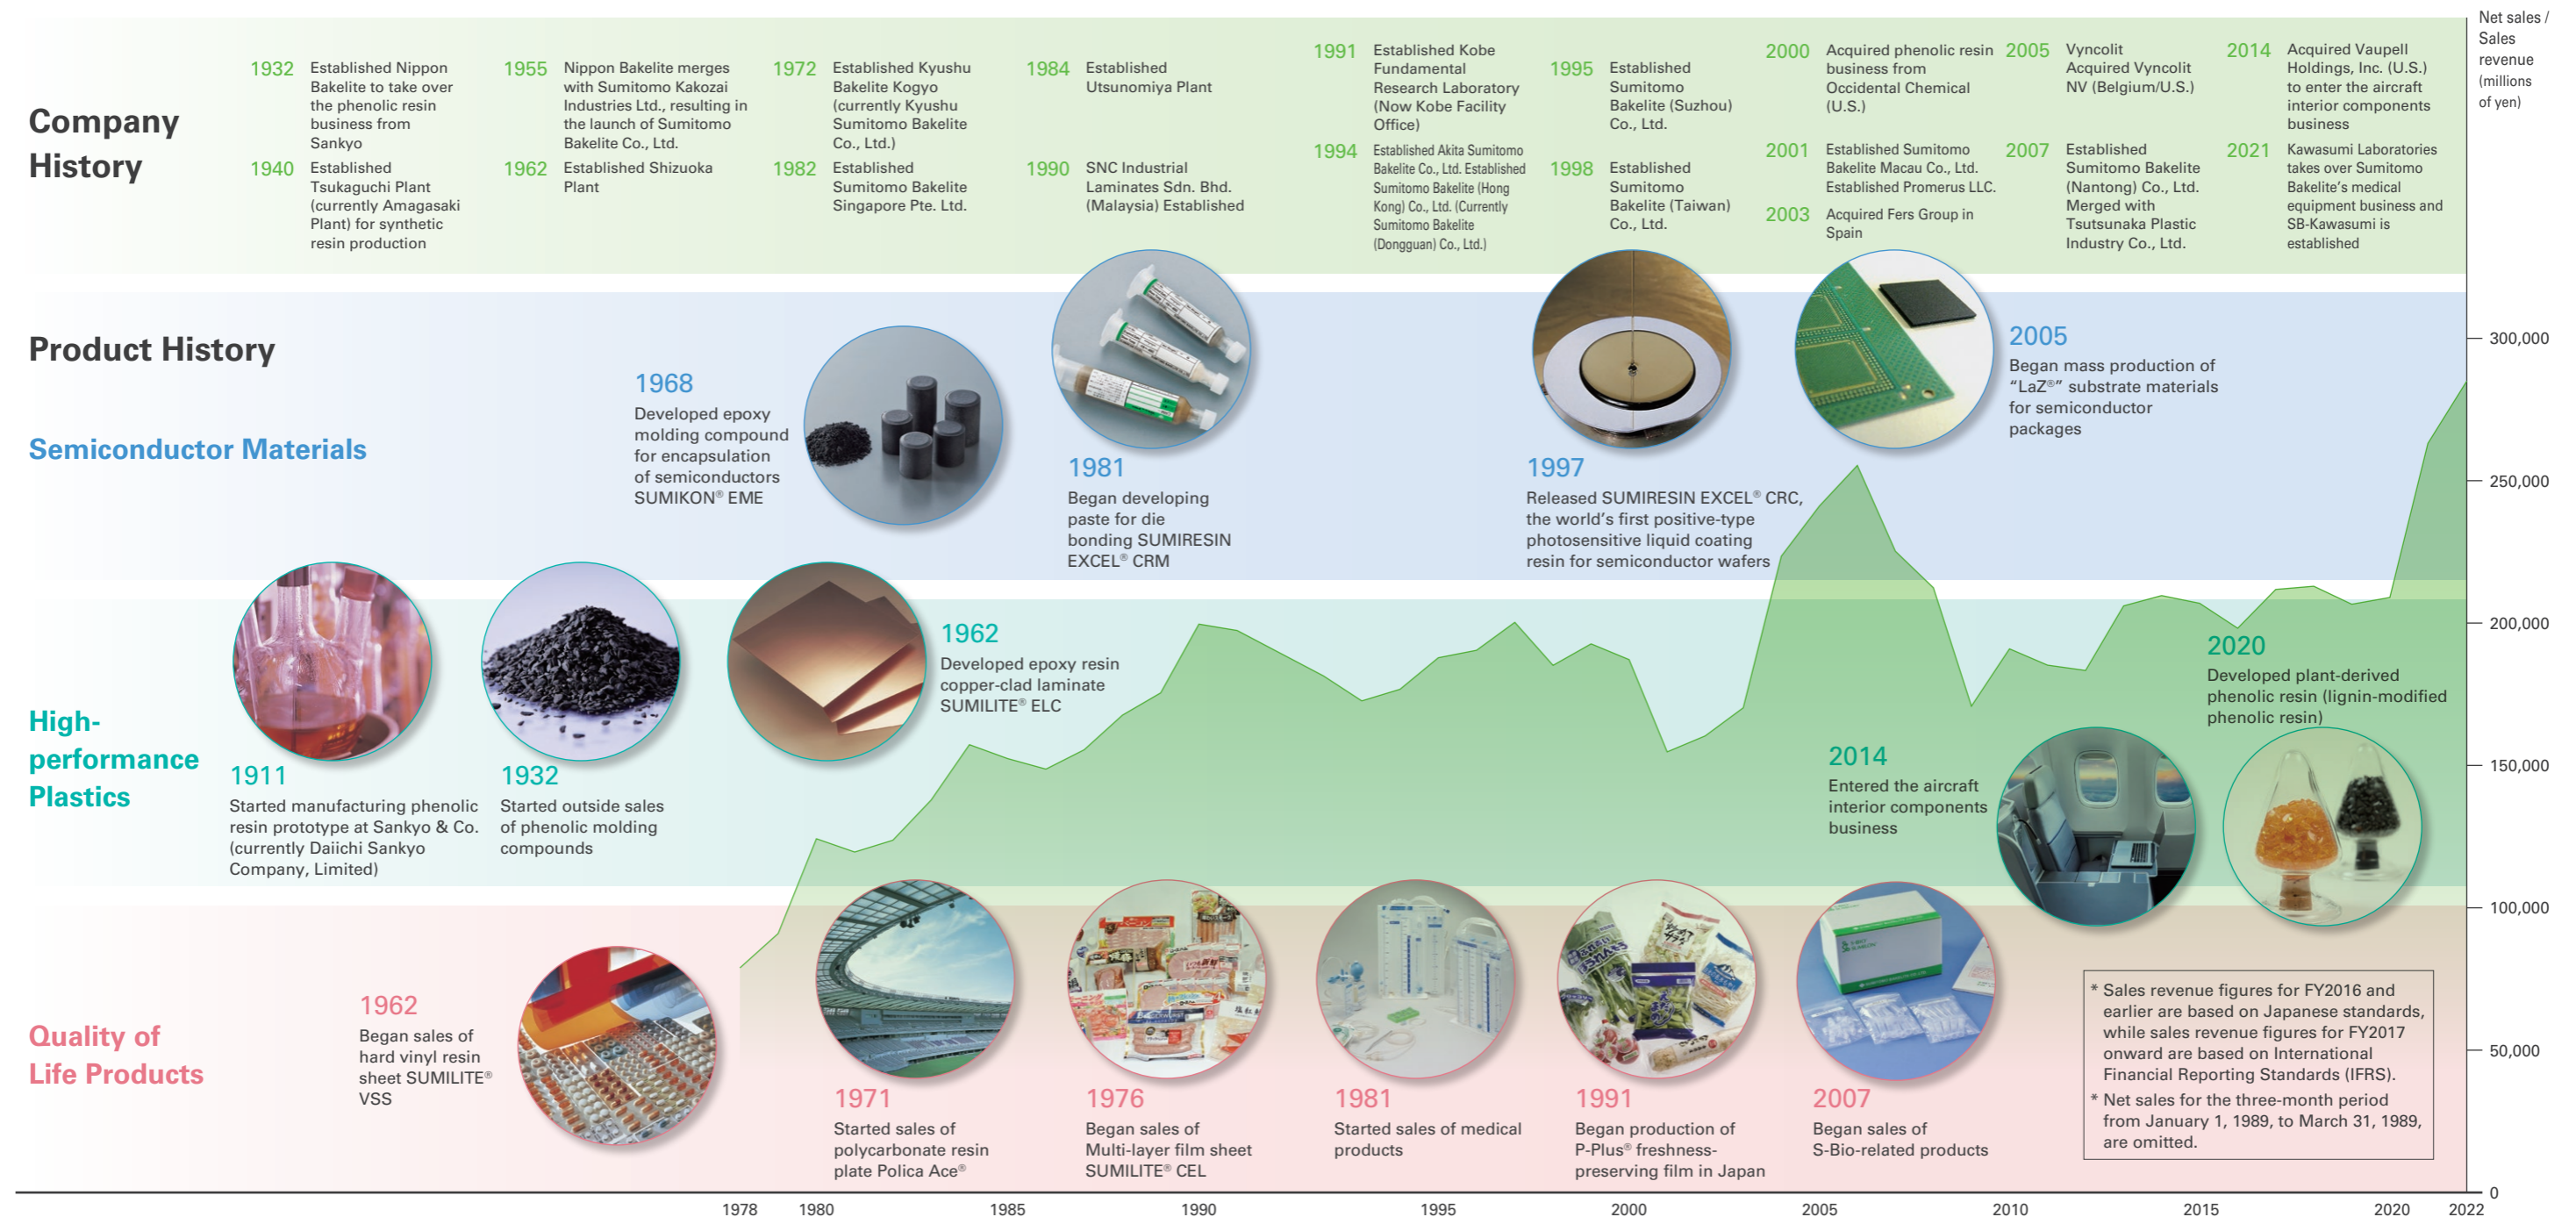 Company
History
1932 Established Nippon
Bakelite to take over
the phenolic resin
business from
Sankyo
1940 Established
Tsukaguchi Plant
(currently Amagasaki
Plant) for synthetic
resin production
1955 Nippon Bakelite merges
with Sumitomo Kakozai
Industries Ltd., resulting in
the launch of Sumitomo
Bakelite Co., Ltd.
1962 Established Shizuoka
Plant
1972 Established Kyushu
Bakelite Kogyo
(currently Kyushu
Sumitomo Bakelite
Co., Ltd.)
1982 Established
Sumitomo Bakelite
Singapore Pte. Ltd.
1984 Established
Utsunomiya Plant
1990 SNC Industrial
Laminates Sdn. Bhd.
(Malaysia) Established
1991 Established Kobe
Fundamental
Research Laboratory
(Now Kobe Facility
Office)
1994 Established Akita Sumitomo
Bakelite Co., Ltd. Established
Sumitomo Bakelite (Hong
Kong) Co., Ltd. (Currently
Sumitomo Bakelite
(Dongguan) Co., Ltd.)
1995 Established
Sumitomo
Bakelite (Suzhou)
Co., Ltd.
1998 Established
Sumitomo
Bakelite (Taiwan)
Co., Ltd.
2000 Acquired phenolic resin
business from
Occidental Chemical
(U.S.)
2001 Established Sumitomo
Bakelite Macau Co., Ltd.
Established Promerus LLC.
2003 Acquired Fers Group in
Spain
2005 Vyncolit
Acquired Vyncolit
NV (Belgium/U.S.)
2007 Established
Sumitomo Bakelite
(Nantong) Co., Ltd.
Merged with
Tsutsunaka Plastic
Industry Co., Ltd.
2014 Acquired Vaupell
Holdings, Inc. (U.S.)
to enter the aircraft
interior components
business
2021 Kawasumi Laboratories
takes over Sumitomo
Bakelite's medical
equipment business and
SB-Kawasumi is
established
Net sales /
Sales
revenue
(millions
of yen)
Product History
Semiconductor Materials
1968
Developed epoxy
molding compound
for encapsulation
of semiconductors
SUMIKON® EME
1981
Began developing
paste for die
bonding SUMIRESIN
EXCEL® CRM
1997
Released SUMIRESIN EXCEL® CRC,
the world's first positive-type
photosensitive liquid coating
resin for semiconductor wafers
2005
Began mass production of
“LaZ®” substrate materials
for semiconductor
packages
High-
performance
Plastics
1911
Started manufacturing phenolic
resin prototype at Sankyo & Co.
(currently Daiichi Sankyo
Company, Limited)
1932
Started outside sales
of phenolic molding
compounds
1962
Developed epoxy resin
copper-clad laminate
SUMILITE® ELC
2014
Entered the aircraft
interior components
business
2020
Developed plant-derived
phenolic resin (lignin-modified
phenolic resin)
Quality of
Life Products
1962
Began sales of
hard vinyl resin
sheet SUMILITE®
VSS
1971
Started sales of
polycarbonate resin
plate Polica Ace®
1976
Began sales of
Multi-layer film sheet
SUMILITE® CEL
1981
Started sales of medical
products
1991
Began production of
P-Plus® freshness-
preserving film in Japan
2007
Began sales of
S-Bio-related products
* Sales revenue figures for FY2016 and
earlier are based on Japanese standards,
while sales revenue figures for FY2017
onward are based on International
Financial Reporting Standards (IFRS).
* Net sales for the three-month period
from January 1, 1989, to March 31, 1989,
are omitted.
300,000
250,000
200,000
150,000
100,000
50,000
0
1978 1980 1985 1990 1995 2000 2005 2010 2015 2020 2022